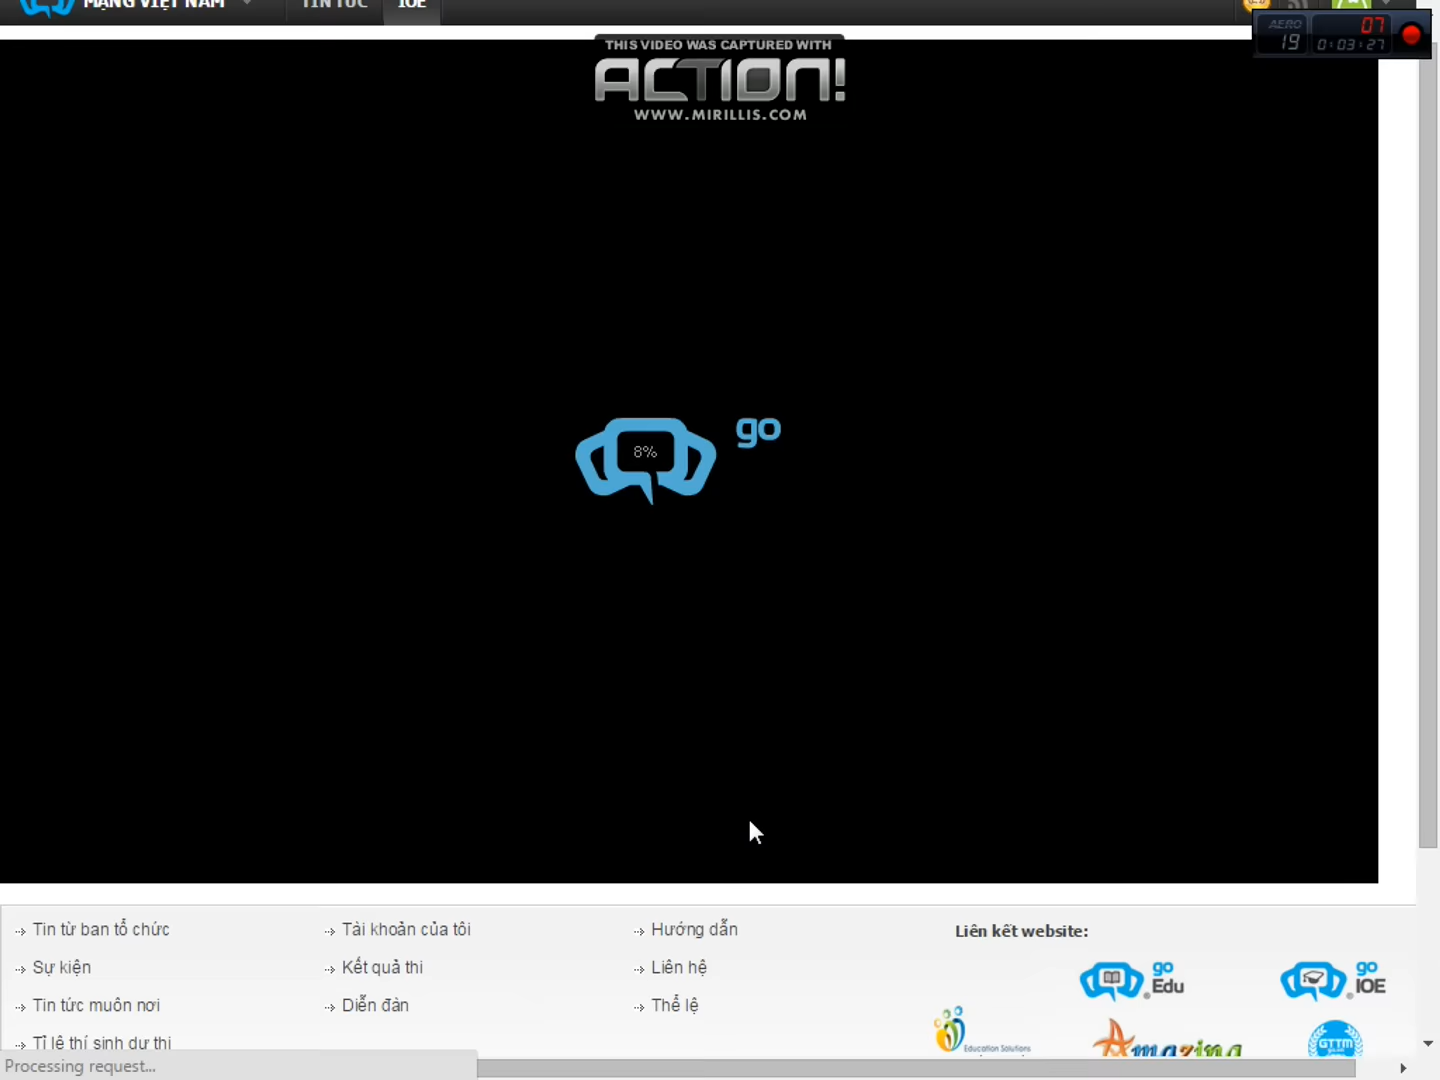 MẠNG VIỆT NAM
TIN TỨC
IOE
THIS VIDEO WAS CAPTURED WITH
ACTION!
WWW.MIRILLIS.COM
AERO
19
07
0:03:27
8%
go
Tin từ ban tổ chức
Sự kiện
Tin tức muôn nơi
Tỉ lệ thí sinh dự thi
Tài khoản của tôi
Kết quả thi
Diễn đàn
Hướng dẫn
Liên hệ
Thể lệ
Liên kết website:
go
Edu
go
IOE
Education Solutions
Amazing
GTTM
Processing request...